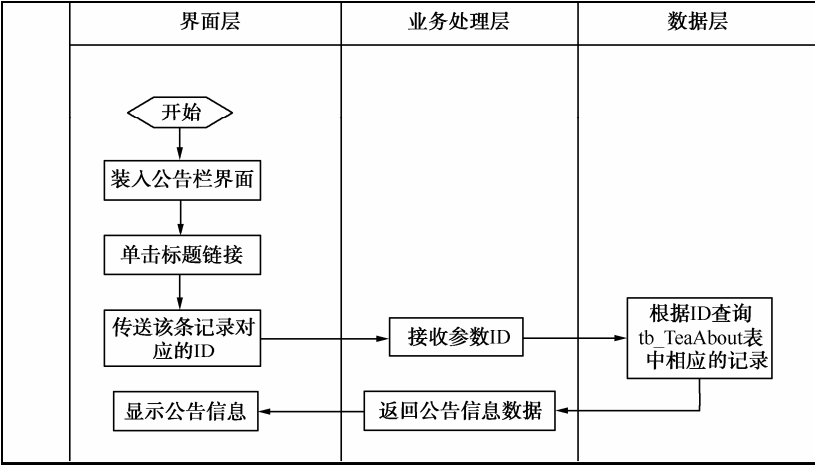 界面层
业务处理层
数据层
开始
装入公告栏界面
单击标题链接
传送该条记录对
应的ID
接收参数ID
根据ID查询
tb_TeaAbout表
中相应的记录
显示公告信息
返回公告信息数据